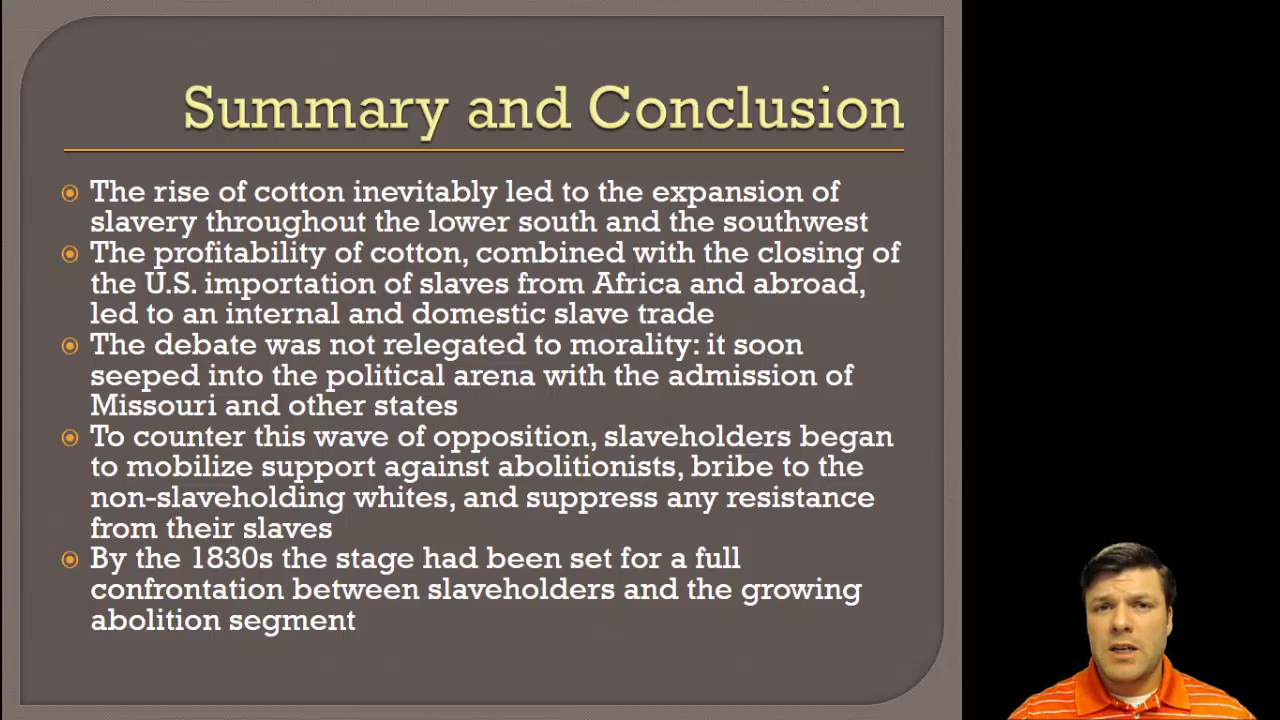 Summary and Conclusion
The rise of cotton inevitably led to the expansion of
slavery throughout the lower south and the southwest
The profitability of cotton, combined with the closing of
the U.S. importation of slaves from Africa and abroad,
led to an internal and domestic slave trade
The debate was not relegated to morality: it soon
seeped into the political arena with the admission of
Missouri and other states
To counter this wave of opposition, slaveholders began
to mobilize support against abolitionists, bribe to the
non-slaveholding whites, and suppress any resistance
from their slaves
By the 1830s the stage had been set for a full
confrontation between slaveholders and the growing
abolition segment